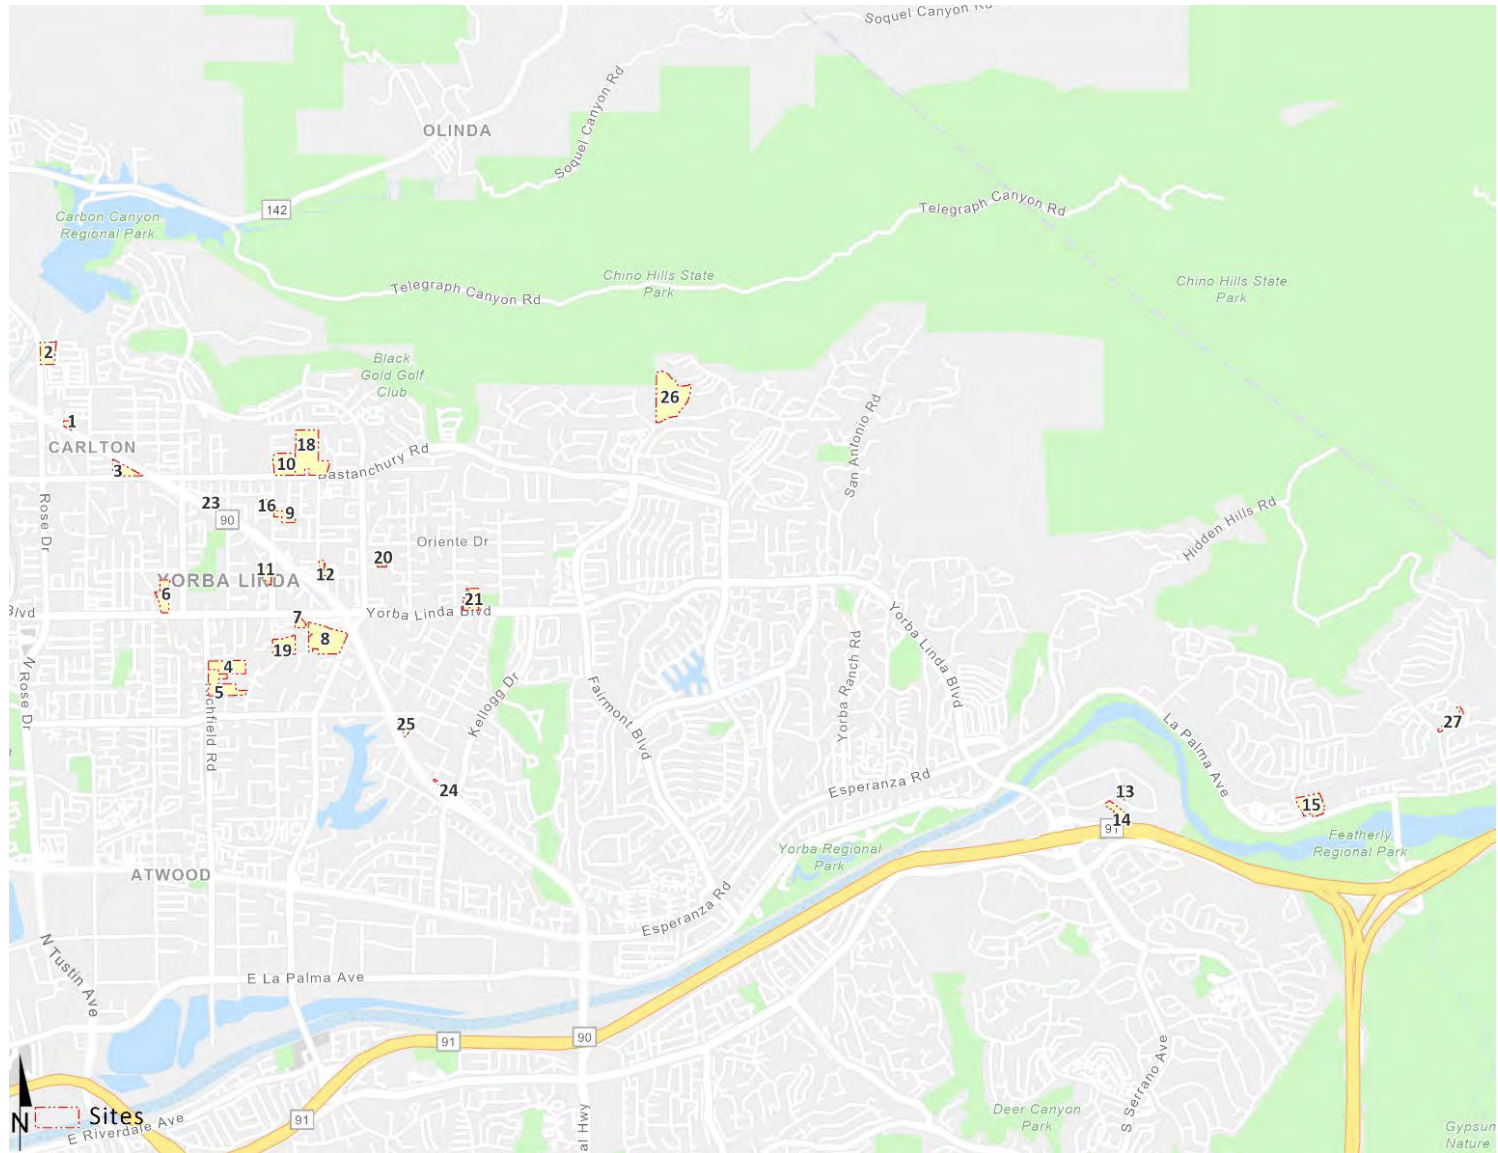 Soquel Canyon Rd
OLINDA
Soquel Canyon Rd
142
Telegraph Canyon Rd
Carbon Canyon
Regional Park
Chino Hills State
Park
Chino Hills State
Park
Telegraph Canyon Rd
2
Black
Gold Golf
Club
26
1
CARLTON
18
10
3
Bastanchury Rd
San Antonio Rd
Rose Dr
23
90
16
9
Oriente Dr
Hidden Hills Rd
20
11
12
YORBA LINDA
6
21
Blvd
Yorba Linda Blvd
7
8
19
Yorba Linda Blvd
Yorba Ranch Rd
4
5
N Rose Dr
chfield Rd
Kellogg Dr
Fairmont Blvd
25
24
La Palma Ave
27
Esperanza Rd
13
14
91
15
Featherly
Regional Park
Yorba Regional
Park
ATWOOD
Esperanza Rd
N Tustin Ave
E La Palma Ave
91
90
S Serrano Ave
Deer Canyon
Park
N
Sites
E Riverdale Ave
91
al Hwy
Gypsum
Nature